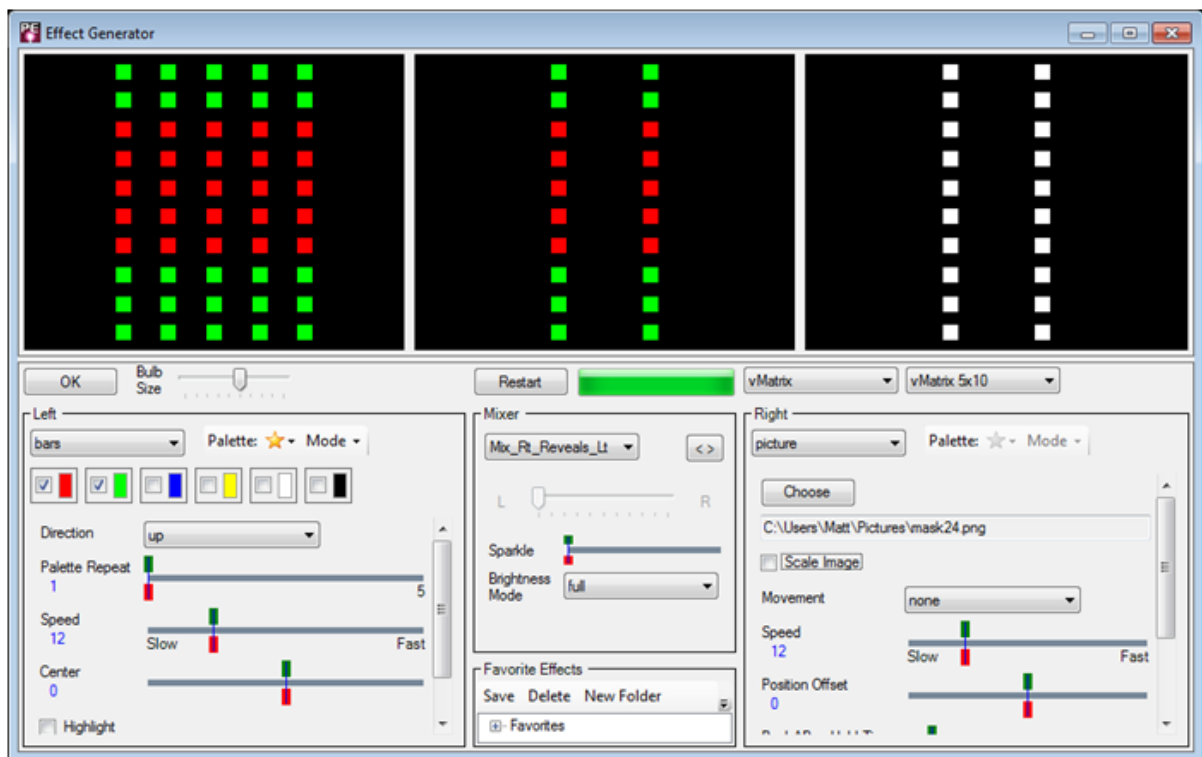 PE
Effect Generator
OK
Bulb
Size
Restart
vMatrix
vMatrix 5x10
Left
bars
Palette:
Mode
Direction
up
Palette Repeat
1
5
Speed
12
Slow
Fast
Center
0
Highlight
Mixer
Mix_Rt_Reveals_Lt
< >
L
R
Sparkle
Brightness
Mode
full
Favorite Effects
Save Delete New Folder
Favorites
Right
picture
Palette:
Mode
Choose
C:\Users\Matt\Pictures\mask24.png
Scale Image
Movement
none
Speed
12
Slow
Fast
Position Offset
0